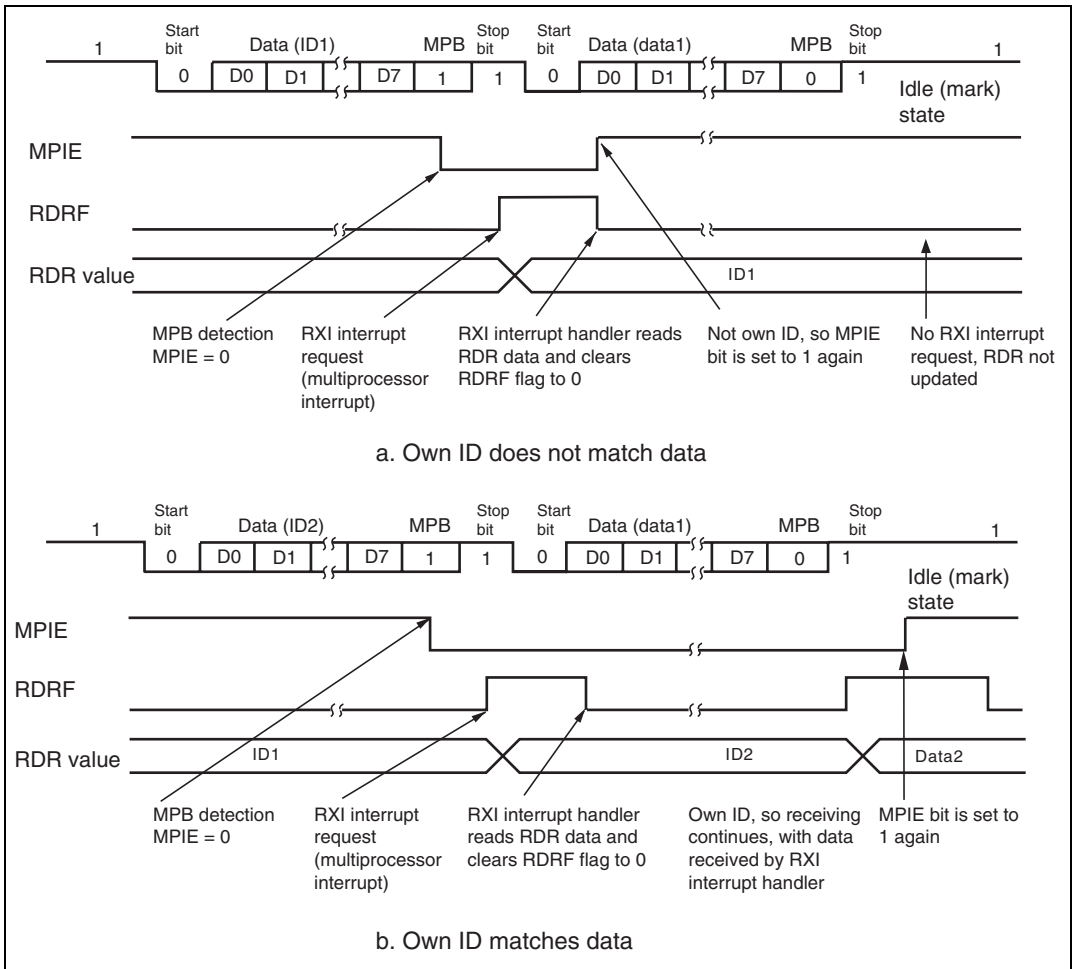 Start bit Data (ID1) MPB Stop bit Start bit Data (data1) MPB Stop bit
1 1
0 D0 D1 D7 1 1 0 D0 D1 D7 0 1
Idle (mark) state
MPIE
RDRF
RDR value ID1
MPB detection MPIE = 0
RXI interrupt request (multiprocessor interrupt)
RXI interrupt handler reads RDR data and clears RDRF flag to 0
Not own ID, so MPIE bit is set to 1 again
No RXI interrupt request, RDR not updated
a. Own ID does not match data
Start bit Data (ID2) MPB Stop bit Start bit Data (data1) MPB Stop bit
1 1
0 D0 D1 D7 1 1 0 D0 D1 D7 0 1
Idle (mark) state
MPIE
RDRF
RDR value ID1 ID2 Data2
MPB detection MPIE = 0
RXI interrupt request (multiprocessor interrupt)
RXI interrupt handler reads RDR data and clears RDRF flag to 0
Own ID, so receiving continues, with data received by RXI interrupt handler
MPIE bit is set to 1 again
b. Own ID matches data